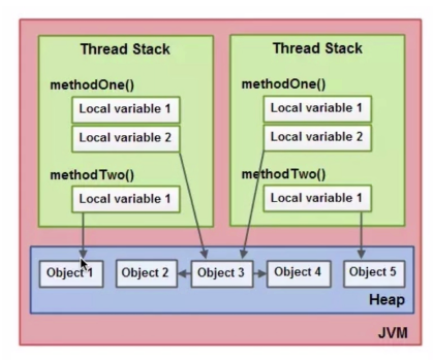 Thread Stack
methodOne()
Local variable 1
Local variable 2
methodTwo()
Local variable 1
Thread Stack
methodOne()
Local variable 1
Local variable 2
methodTwo()
Local variable 1
Object 1
Object 2
Object 3
Object 4
Object 5
Heap
JVM